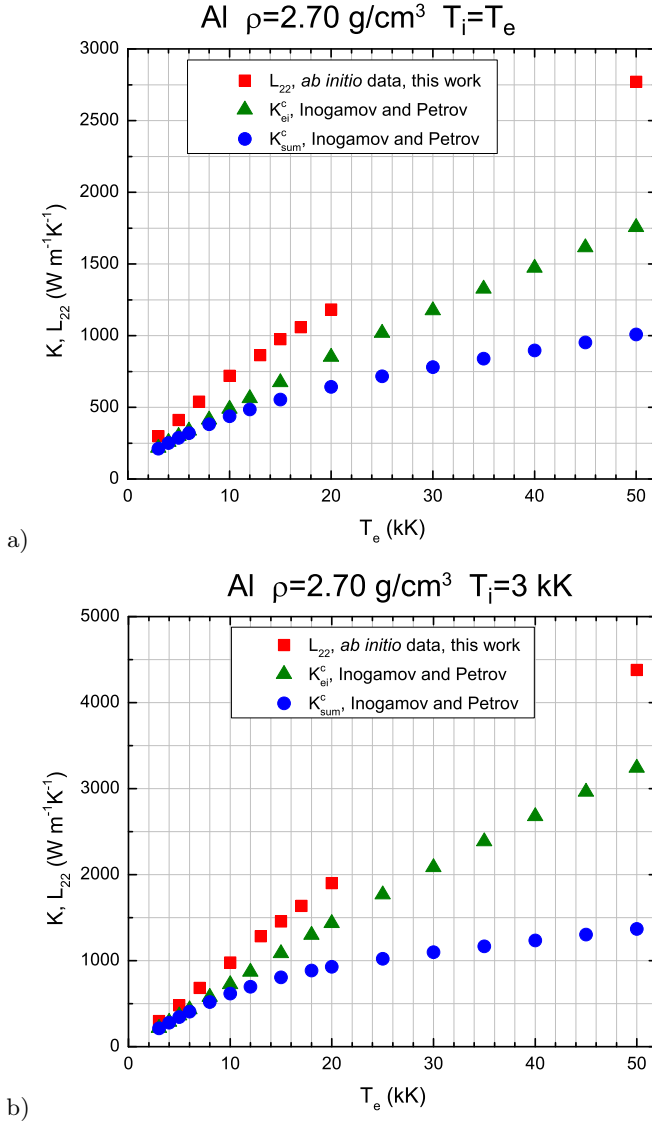 Al ρ=2.70 g/cm³ Tᵢ=Tₑ
3000
2500
2000
1500
1000
500
0
K, L₂₂ (W m⁻¹K⁻¹)
L₂₂, ab initio data, this work
Kᶜₑᵢ, Inogamov and Petrov
Kᶜₛᵤₘ, Inogamov and Petrov
0 10 20 30 40 50
Tₑ (kK)
a)
Al ρ=2.70 g/cm³ Tᵢ=3 kK
5000
4000
3000
2000
1000
0
K, L₂₂ (W m⁻¹K⁻¹)
L₂₂, ab initio data, this work
Kᶜₑᵢ, Inogamov and Petrov
Kᶜₛᵤₘ, Inogamov and Petrov
0 10 20 30 40 50
Tₑ (kK)
b)